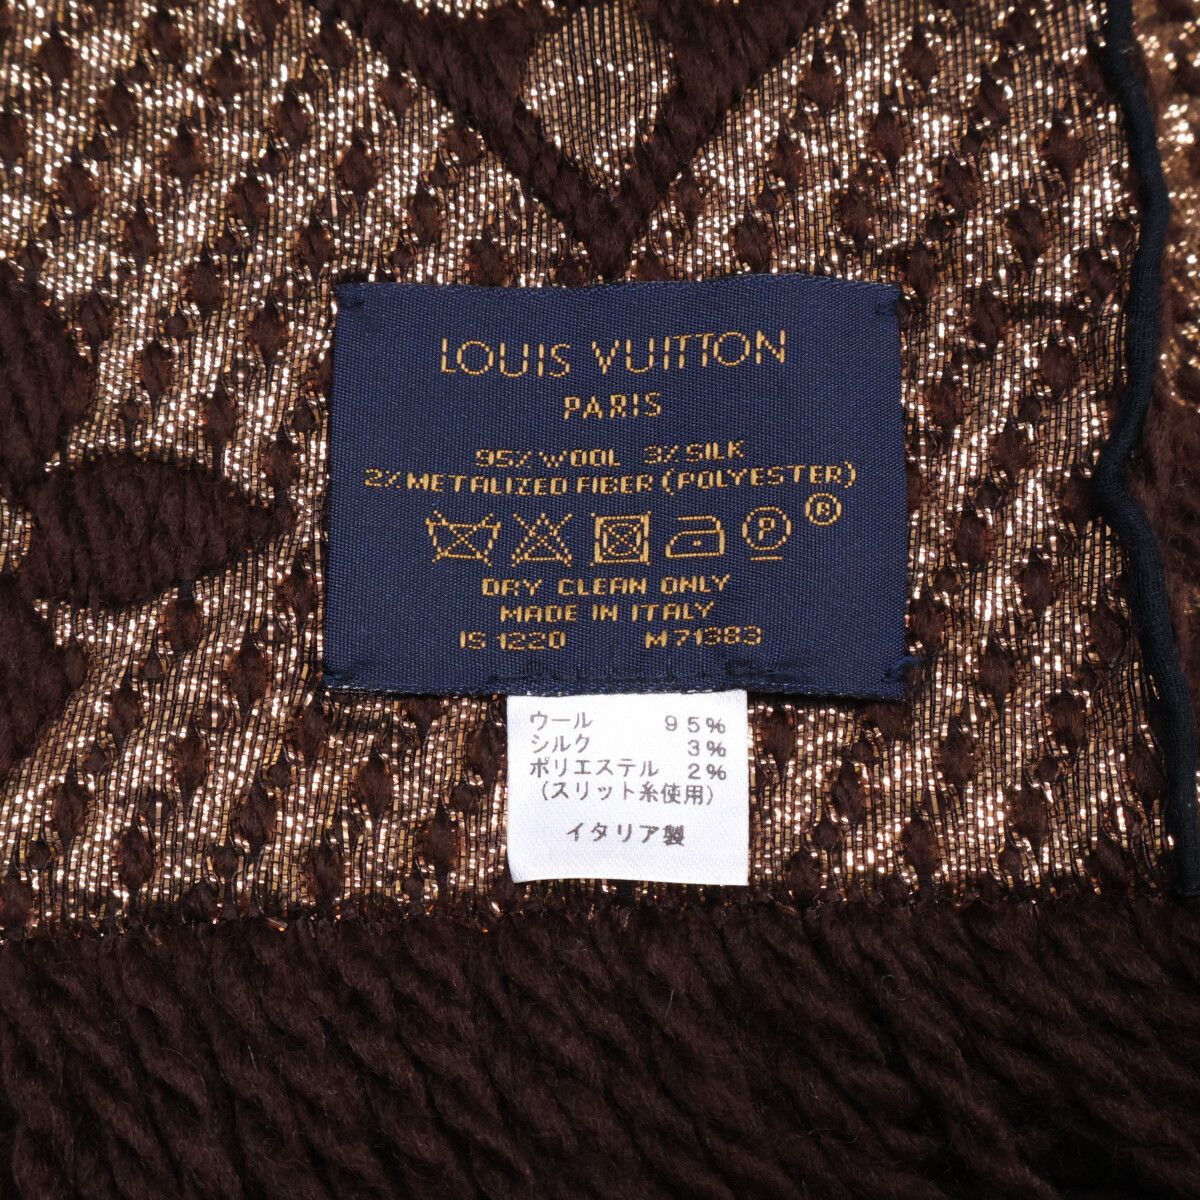 LOUIS VUITTON
PARIS
95% WOOL 3% SILK
2% METALIZED FIBER (POLYESTER)
P ®
DRY CLEAN ONLY
MADE IN ITALY
IS 1220 M71383
ウール 95%
シルク 3%
ポリエステル 2%
(スリット糸使用)
イタリア製